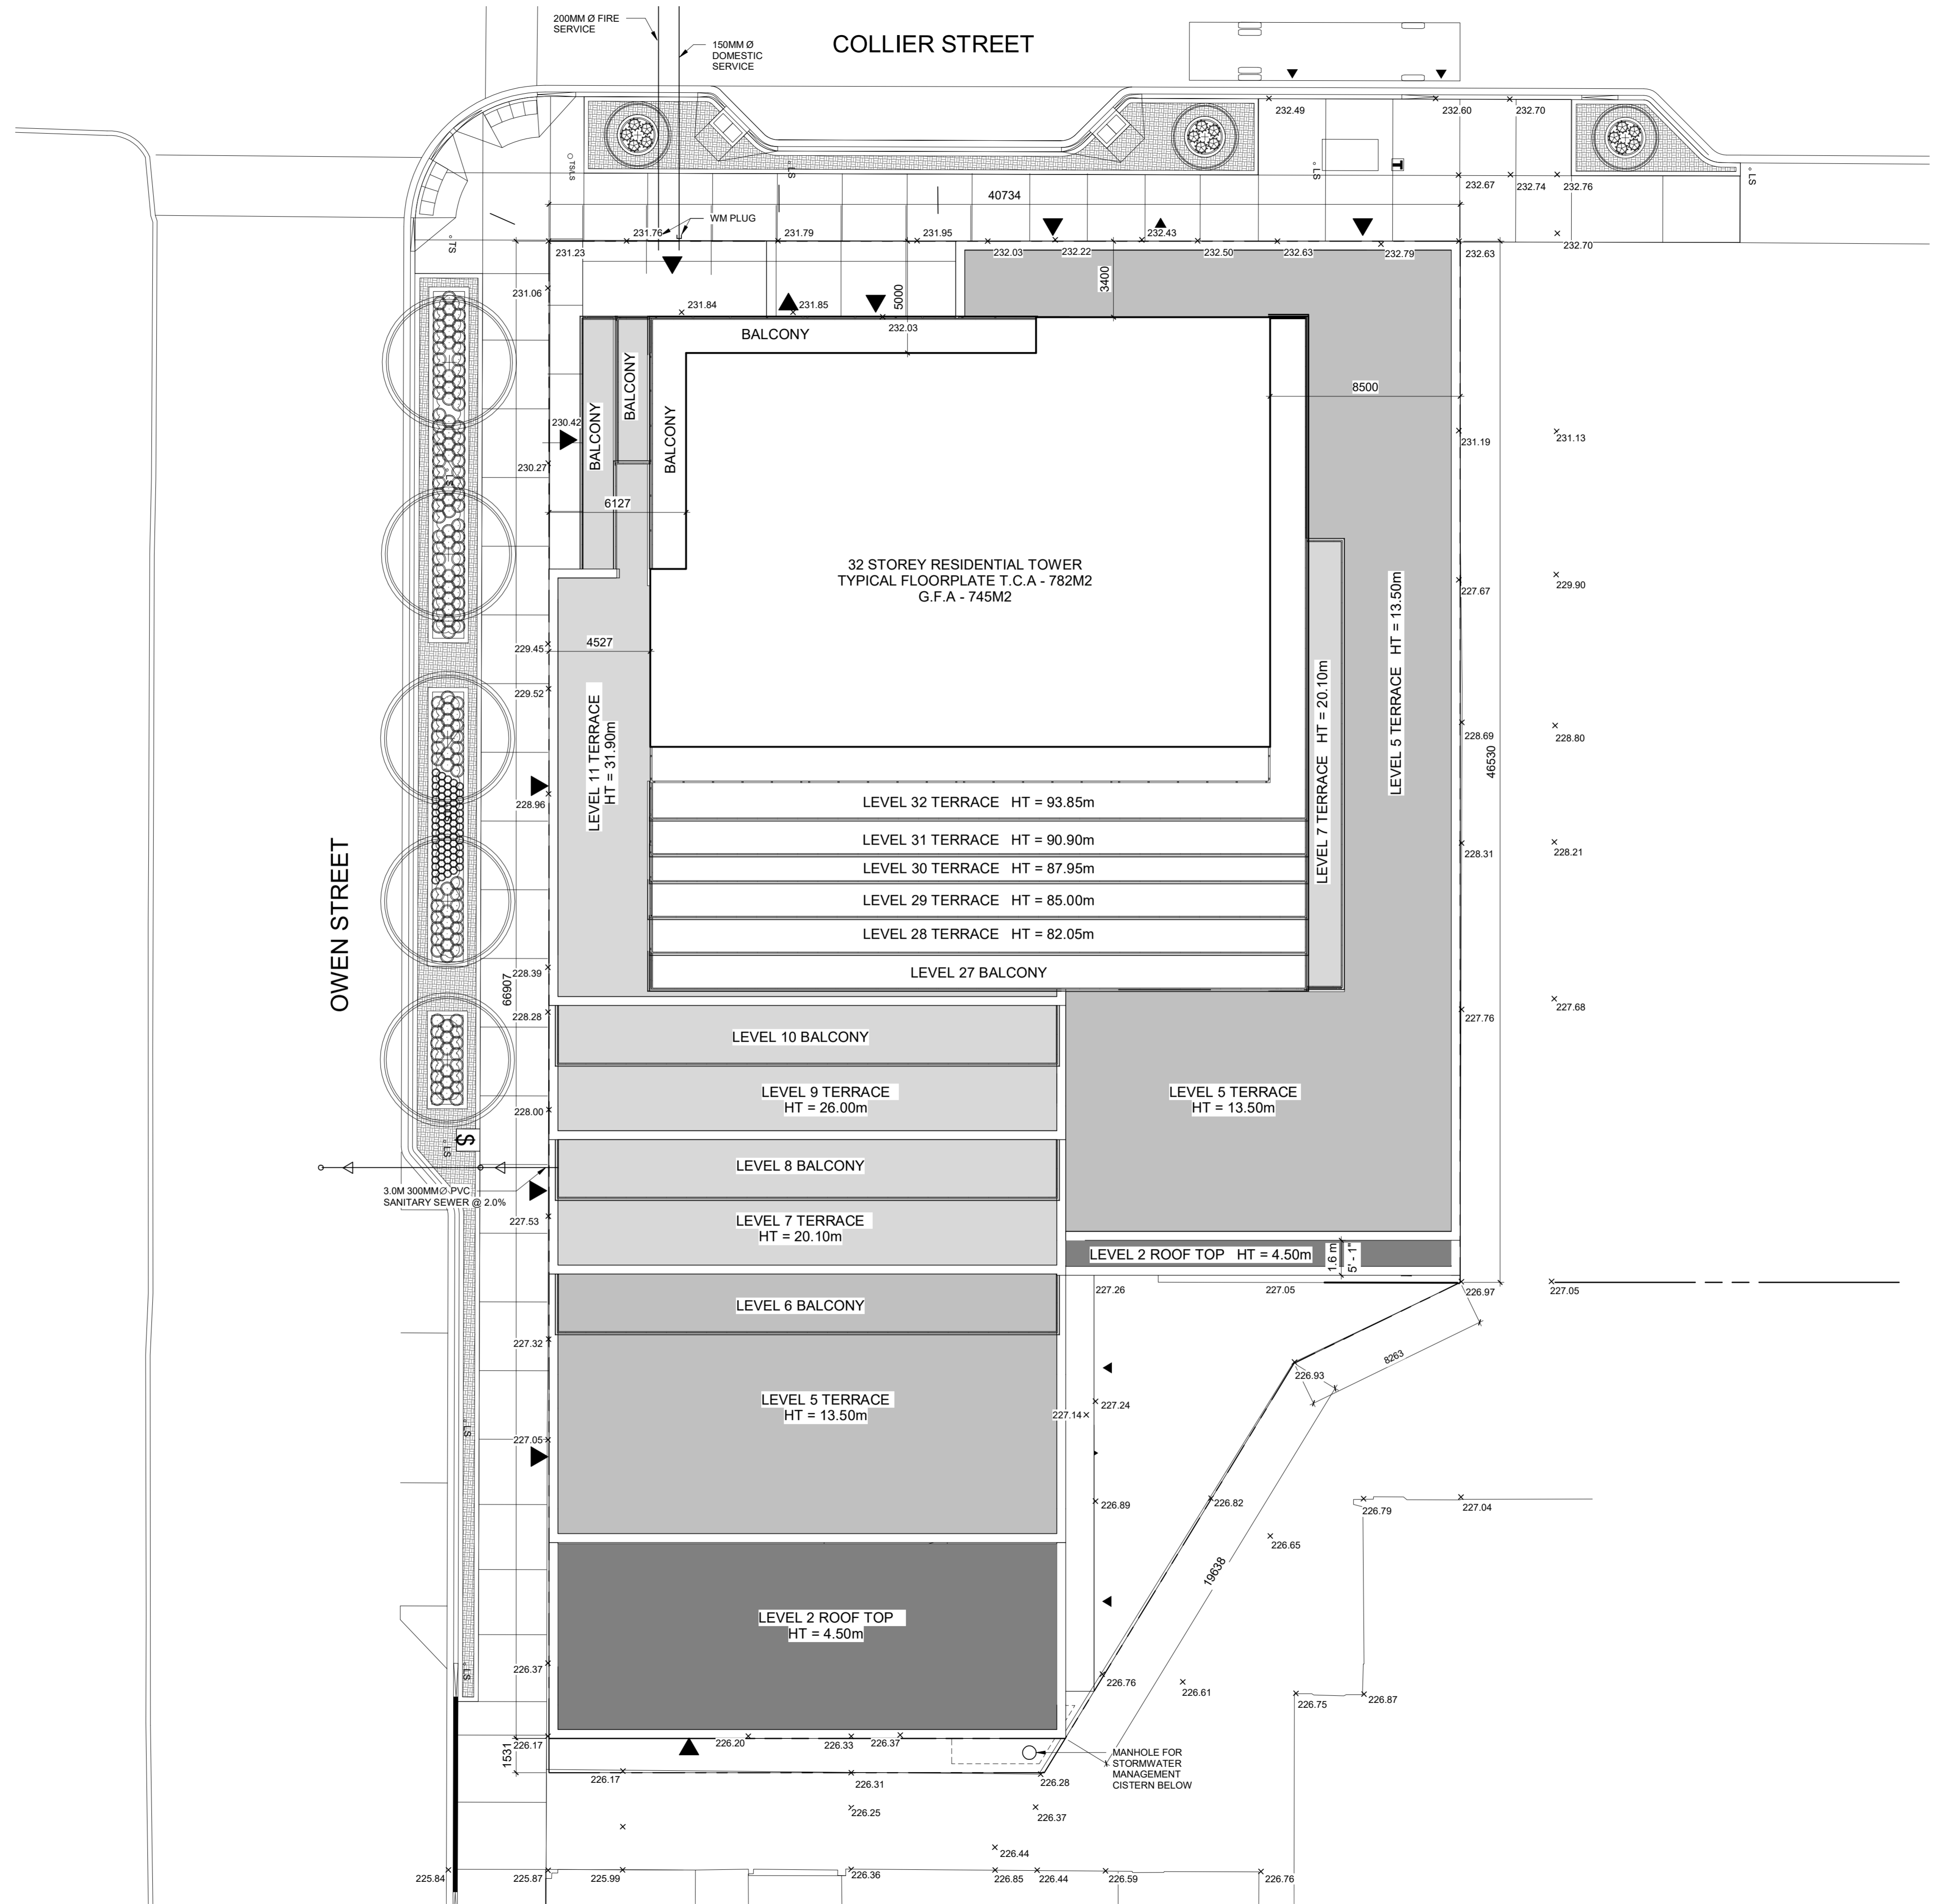 200MM Ø FIRE
SERVICE
150MM Ø
DOMESTIC
SERVICE
COLLIER STREET
232.49
232.60
232.70
TS/LS
LS
LS
T
LS
232.67
232.74
232.76
40734
TS
WM PLUG
231.76
231.79
231.95
232.43
231.23
232.03
232.22
232.50
232.63
232.79
232.63
232.70
231.06
231.84
231.85
5000
3400
232.03
BALCONY
BALCONY
BALCONY
BALCONY
8500
230.42
231.19
231.13
230.27
LS
6127
32 STOREY RESIDENTIAL TOWER
TYPICAL FLOORPLATE T.C.A - 782M2
G.F.A - 745M2
227.67
229.90
229.45
4527
229.52
LEVEL 11 TERRACE
HT = 31.90m
LEVEL 5 TERRACE HT = 13.50m
LEVEL 7 TERRACE HT = 20.10m
228.69
228.80
46530
228.96
LEVEL 32 TERRACE HT = 93.85m
LEVEL 31 TERRACE HT = 90.90m
LEVEL 30 TERRACE HT = 87.95m
LEVEL 29 TERRACE HT = 85.00m
LEVEL 28 TERRACE HT = 82.05m
LEVEL 27 BALCONY
228.31
228.21
OWEN STREET
228.39
66907
228.28
227.76
227.68
LEVEL 10 BALCONY
LEVEL 9 TERRACE
HT = 26.00m
LEVEL 5 TERRACE
HT = 13.50m
228.00
LS
$
LEVEL 8 BALCONY
3.0M 300MMØ PVC
SANITARY SEWER @ 2.0%
227.53
LEVEL 7 TERRACE
HT = 20.10m
LEVEL 2 ROOF TOP HT = 4.50m
1.6 m
5' - 1"
227.26
227.05
226.97
227.05
LEVEL 6 BALCONY
227.32
8263
226.93
LEVEL 5 TERRACE
HT = 13.50m
227.14
227.24
LS
227.05
226.89
226.82
226.79
227.04
226.65
19638
LEVEL 2 ROOF TOP
HT = 4.50m
LS
226.37
226.76
226.61
226.75
226.87
226.17
226.20
226.33
226.37
1531
MANHOLE FOR
STORMWATER
MANAGEMENT
CISTERN BELOW
226.17
226.31
226.28
226.25
226.37
226.44
225.84
225.87
225.99
226.36
226.85
226.44
226.59
226.76